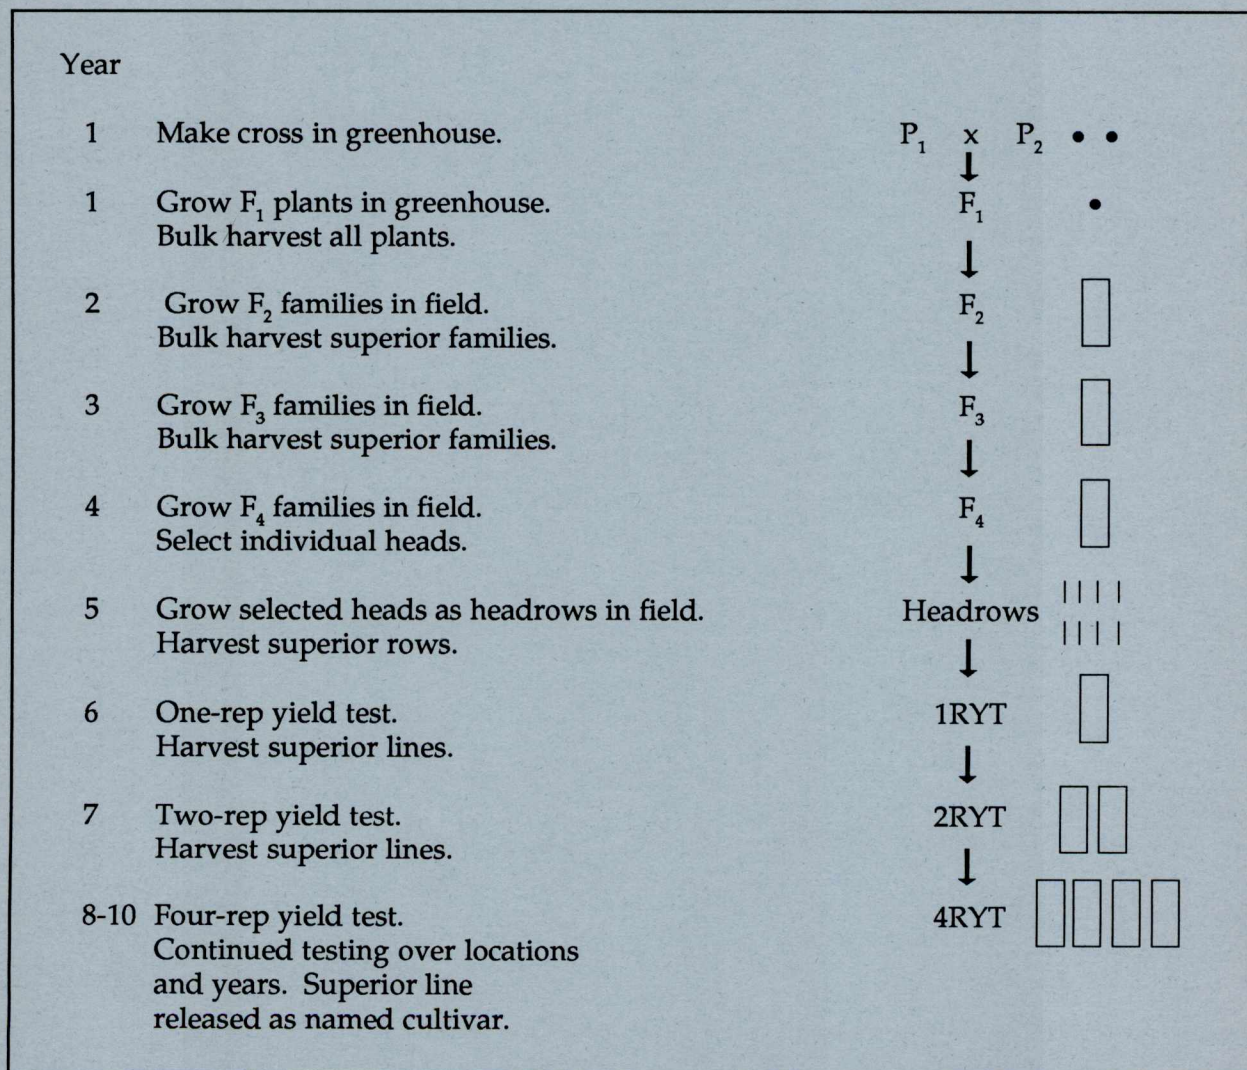 Year
1 Make cross in greenhouse. P₁ x P₂
1 Grow F₁ plants in greenhouse. F₁
Bulk harvest all plants.
2 Grow F₂ families in field. F₂
Bulk harvest superior families.
3 Grow F₃ families in field. F₃
Bulk harvest superior families.
4 Grow F₄ families in field. F₄
Select individual heads.
5 Grow selected heads as headrows in field. Headrows
Harvest superior rows.
6 One-rep yield test. 1RYT
Harvest superior lines.
7 Two-rep yield test. 2RYT
Harvest superior lines.
8-10 Four-rep yield test. 4RYT
Continued testing over locations
and years. Superior line
released as named cultivar.